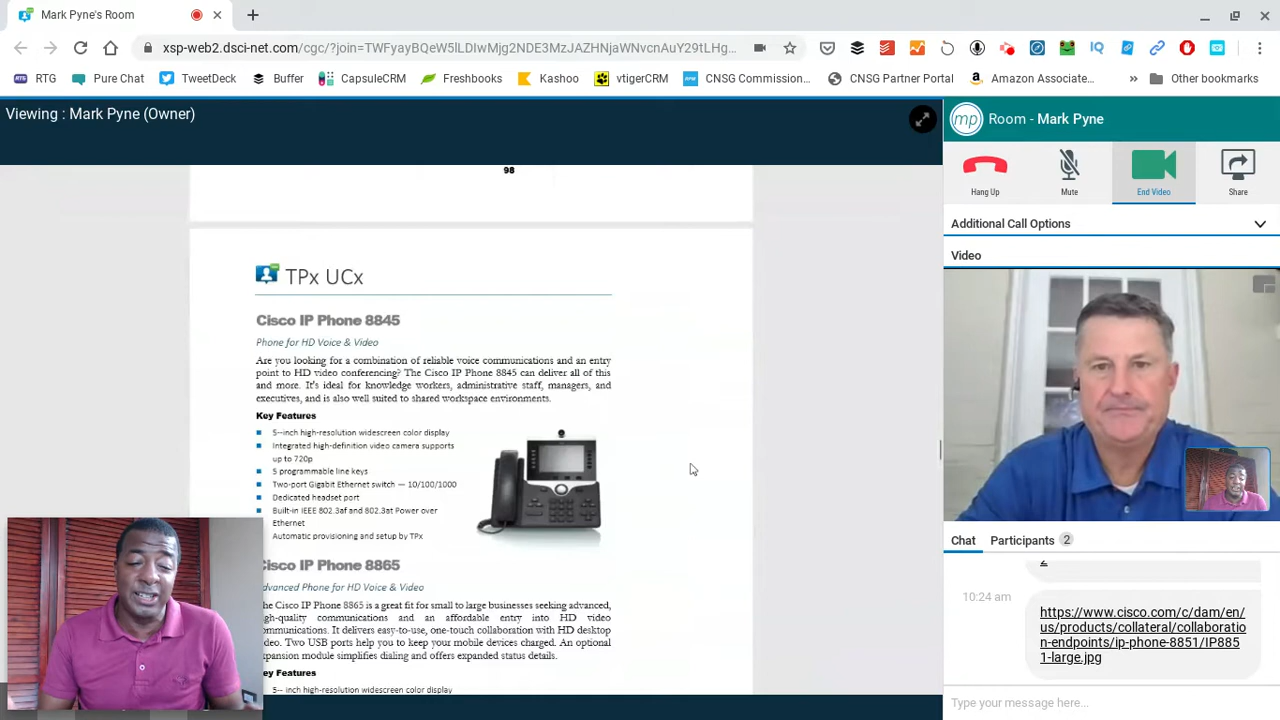 Mark Pyne's Room
xsp-web2.dsci-net.com/cgc/?join=TWFyayBQeW5lLDIwMjg2NDE3MzJAZHNjaWNvcnAuY29tLHg...
RTG Pure Chat TweetDeck Buffer CapsuleCRM Freshbooks Kashoo vtigerCRM CNSG Commission... CNSG Partner Portal Amazon Associate... » Other bookmarks
Viewing : Mark Pyne (Owner)
98
TPx UCx
Cisco IP Phone 8845
Phone for HD Voice & Video
Are you looking for a combination of reliable voice communications and an entry
point to HD video conferencing? The Cisco IP Phone 8845 can deliver all of this
and more. It's ideal for knowledge workers, administrative staff, managers, and
executives, and is also well suited to shared workspace environments.
Key Features
5--inch high-resolution widescreen color display
Integrated high-definition video camera supports
up to 720p
5 programmable line keys
Two-port Gigabit Ethernet switch — 10/100/1000
Dedicated headset port
Built-in IEEE 802.3af and 802.3at Power over
Ethernet
Automatic provisioning and setup by TPx
isco IP Phone 8865
dvanced Phone for HD Voice & Video
he Cisco IP Phone 8865 is a great fit for small to large businesses seeking advanced,
gh-quality communications and an affordable entry into HD video
mmunications. It delivers easy-to-use, one-touch collaboration with HD desktop
deo. Two USB ports help you to keep your mobile devices charged. An optional
pansion module simplifies dialing and offers expanded status details.
ey Features
5-- inch high-resolution widescreen color display
mp Room - Mark Pyne
Hang Up Mute End Video Share
Additional Call Options
Video
Chat Participants 2
2
10:24 am
https://www.cisco.com/c/dam/en/
us/products/collateral/collaboratio
n-endpoints/ip-phone-8851/IP885
1-large.jpg
Type your message here...